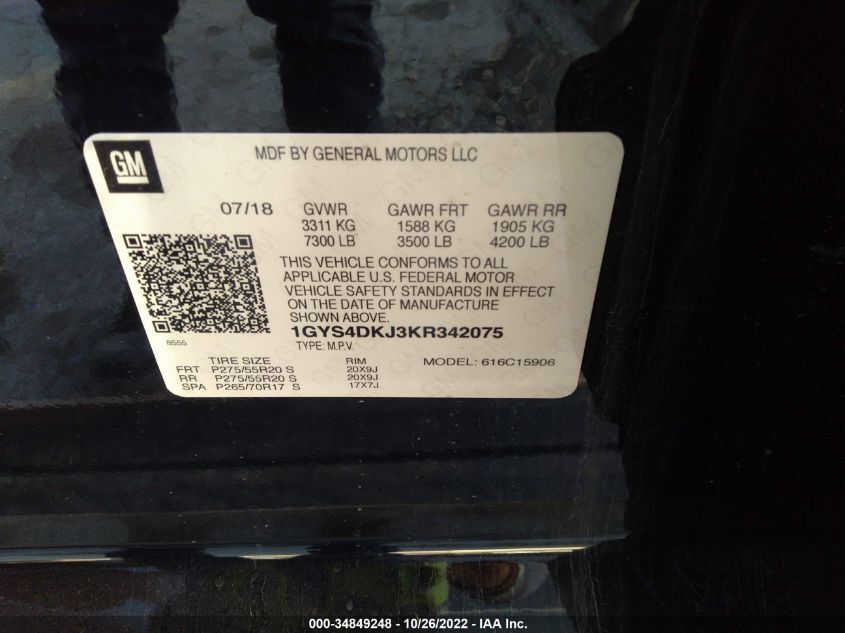 GM
MDF BY GENERAL MOTORS LLC
07/18 GVWR GAWR FRT GAWR RR
3311 KG 1588 KG 1905 KG
7300 LB 3500 LB 4200 LB
THIS VEHICLE CONFORMS TO ALL
APPLICABLE U.S. FEDERAL MOTOR
VEHICLE SAFETY STANDARDS IN EFFECT
ON THE DATE OF MANUFACTURE
SHOWN ABOVE.
1GYS4DKJ3KR342075
8555 TYPE: M.P.V.
TIRE SIZE RIM MODEL: 616C15906
FRT P275/55R20 S 20X9J
RR P275/55R20 S 20X9J
SPA P265/70R17 S 17X7J
000-34849248 - 10/26/2022 - IAA Inc.